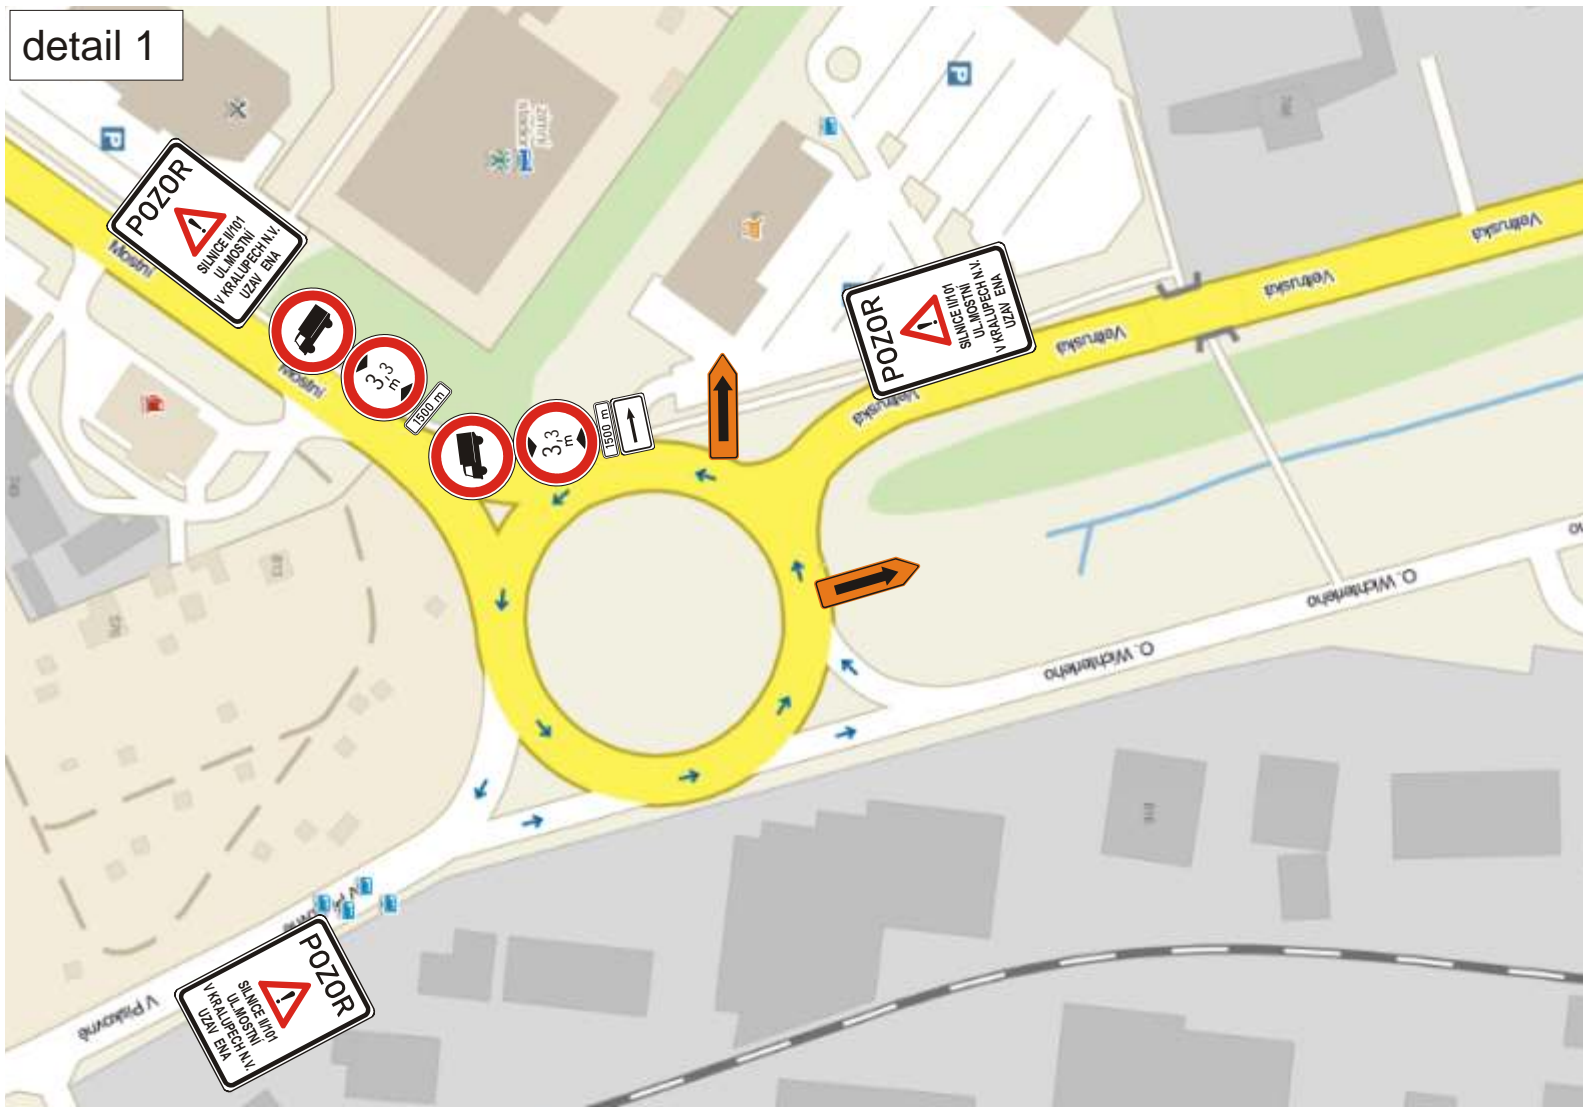 detail 1
POZOR
SILNICE II/101
UL.MOSTNÍ
V KRALUPECH N.V.
UZAV ENA
Mostní
Mostní
zimní
stadion
3,3
m
1500 m
3,3
m
1500 m
POZOR
SILNICE II/101
UL.MOSTNÍ
V KRALUPECH N.V.
UZAV ENA
Veltruská
Veltruská
Veltruská
Veltruská
O. Wichterleho
O. Wichterleho
V Pískovně
POZOR
SILNICE II/101
UL.MOSTNÍ
V KRALUPECH N.V.
UZAV ENA